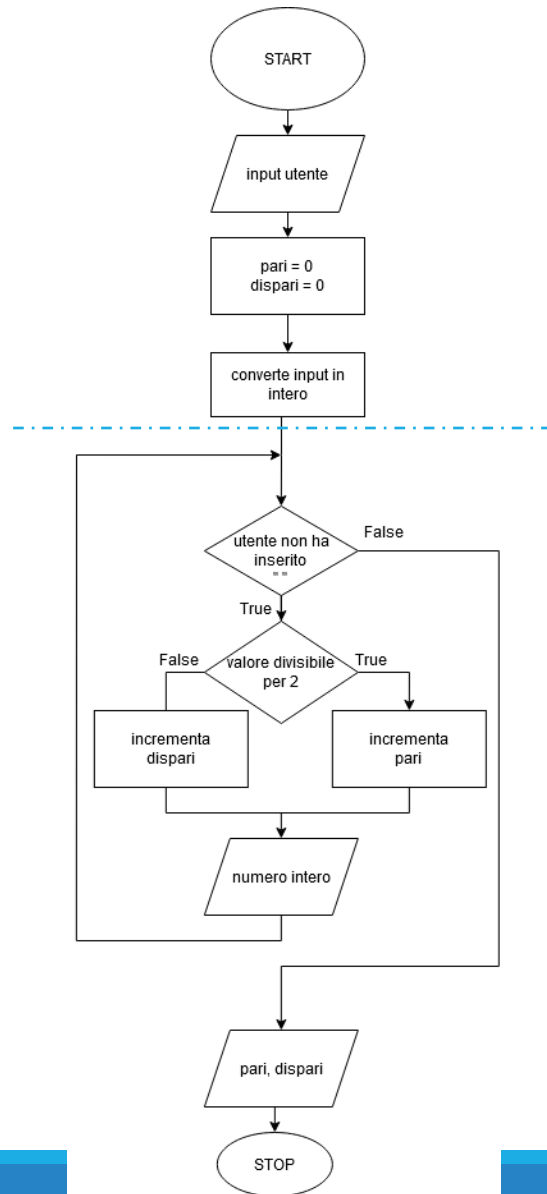 START
input utente
pari = 0
dispari = 0
converte input in
intero
utente non ha
inserito
" "
False
True
valore divisibile
per 2
False
True
incrementa
dispari
incrementa
pari
numero intero
pari, dispari
STOP